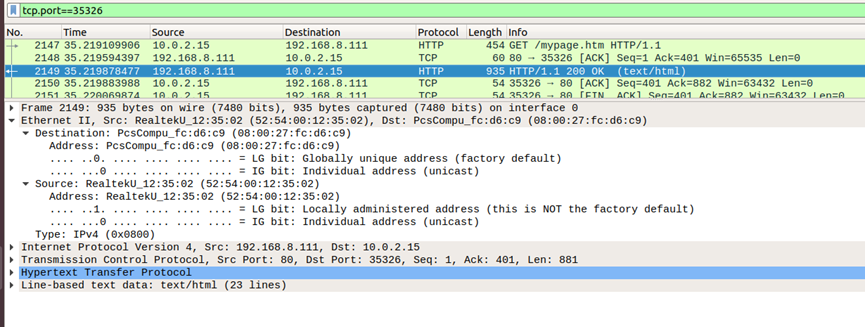 tcp.port==35326
No. Time Source Destination Protocol Length Info
2147 35.219109906 10.0.2.15 192.168.8.111 HTTP 454 GET /mypage.htm HTTP/1.1
2148 35.219594397 192.168.8.111 10.0.2.15 TCP 60 80 → 35326 [ACK] Seq=1 Ack=401 Win=65535 Len=0
2149 35.219878477 192.168.8.111 10.0.2.15 HTTP 935 HTTP/1.1 200 OK (text/html)
2150 35.219883988 10.0.2.15 192.168.8.111 TCP 54 35326 → 80 [ACK] Seq=401 Ack=882 Win=63432 Len=0
2151 35.220069874 10.0.2.15 192.168.8.111 TCP 54 35326 → 80 [FIN, ACK] Seq=401 Ack=882 Win=63432 Len=0
Frame 2149: 935 bytes on wire (7480 bits), 935 bytes captured (7480 bits) on interface 0
Ethernet II, Src: RealtekU_12:35:02 (52:54:00:12:35:02), Dst: PcsCompu_fc:d6:c9 (08:00:27:fc:d6:c9)
Destination: PcsCompu_fc:d6:c9 (08:00:27:fc:d6:c9)
Address: PcsCompu_fc:d6:c9 (08:00:27:fc:d6:c9)
.... ..0. .... .... .... .... = LG bit: Globally unique address (factory default)
.... ...0 .... .... .... .... = IG bit: Individual address (unicast)
Source: RealtekU_12:35:02 (52:54:00:12:35:02)
Address: RealtekU_12:35:02 (52:54:00:12:35:02)
.... ..1. .... .... .... .... = LG bit: Locally administered address (this is NOT the factory default)
.... ...0 .... .... .... .... = IG bit: Individual address (unicast)
Type: IPv4 (0x0800)
Internet Protocol Version 4, Src: 192.168.8.111, Dst: 10.0.2.15
Transmission Control Protocol, Src Port: 80, Dst Port: 35326, Seq: 1, Ack: 401, Len: 881
Hypertext Transfer Protocol
Line-based text data: text/html (23 lines)